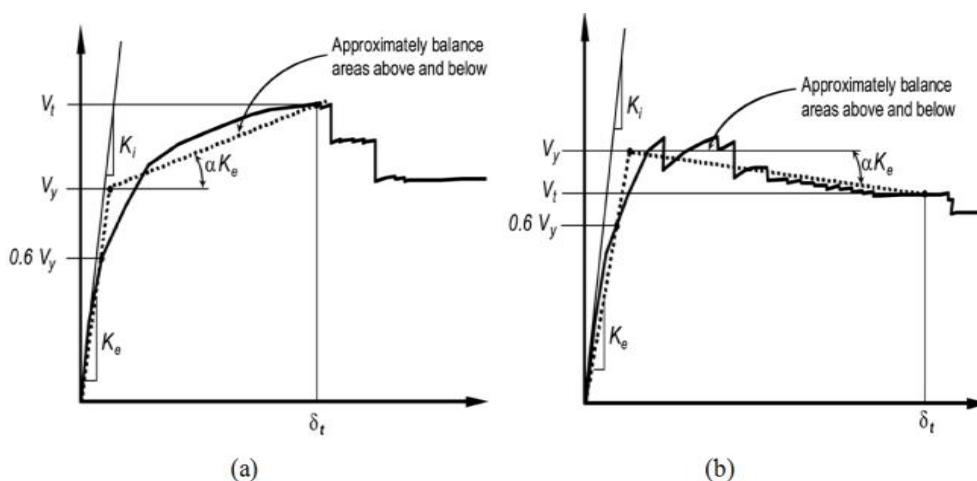 Approximately balance
areas above and below
V_t
K_i
αK_e
V_y
0.6 V_y
K_e
δ_t
(a)
Approximately balance
areas above and below
K_i
V_y
αK_e
V_t
0.6 V_y
K_e
δ_t
(b)